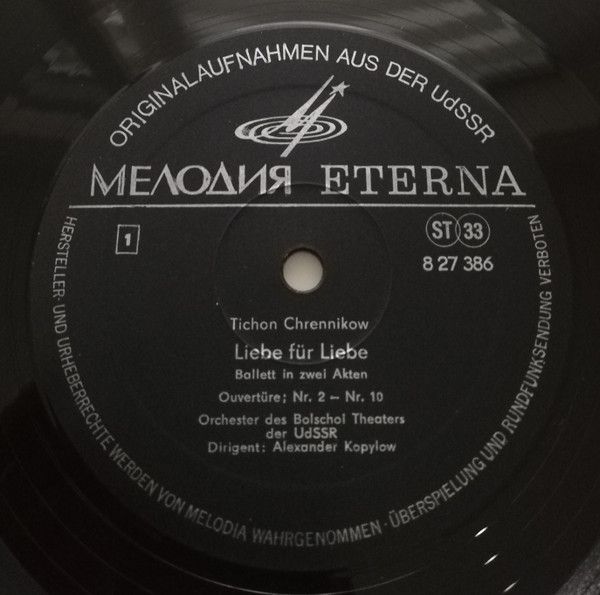 ORIGINALAUFNAHMEN AUS DER UdSSR
МЕЛОДИЯ ETERNA
1
ST 33
8 27 386
Tichon Chrennikow
Liebe für Liebe
Ballett in zwei Akten
Ouvertüre; Nr. 2 – Nr. 10
Orchester des Bolschoi Theaters
der UdSSR
Dirigent: Alexander Kopylow
HERSTELLER- UND URHEBERRECHTE WERDEN VON MELODIA WAHRGENOMMEN · ÜBERSPIELUNG UND RUNDFUNKSENDUNG VERBOTEN